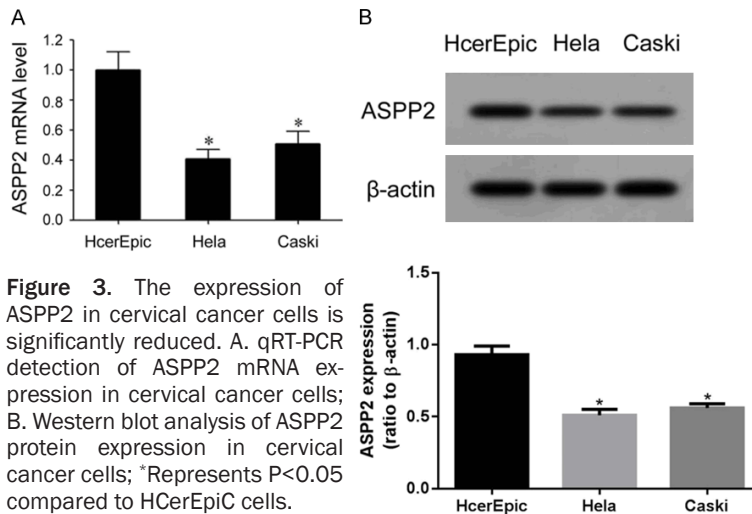 A
ASPP2 mRNA level
1.2
1.0
0.8
0.6
0.4
0.2
0.0
*
*
HcerEpic Hela Caski
Figure 3. The expression of
ASPP2 in cervical cancer cells is
significantly reduced. A. qRT-PCR
detection of ASPP2 mRNA ex-
pression in cervical cancer cells;
B. Western blot analysis of ASPP2
protein expression in cervical
cancer cells; *Represents P<0.05
compared to HCerEpiC cells.
B
HcerEpic Hela Caski
ASPP2
β-actin
ASPP2 expression
(ratio to β-actin)
1.5
1.0
0.5
0.0
*
*
HcerEpic Hela Caski